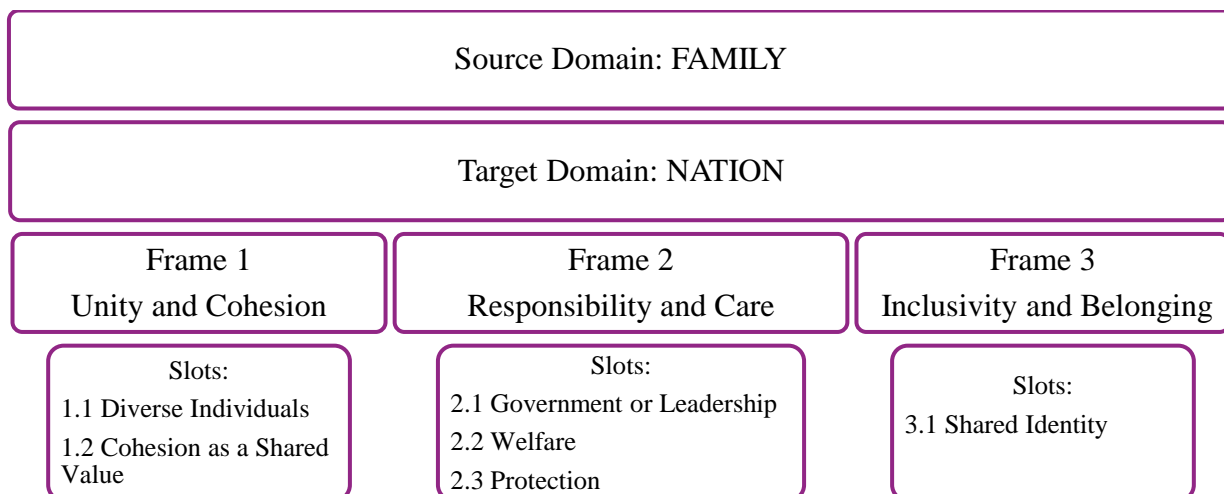 Source Domain: FAMILY
Target Domain: NATION
Frame 1
Unity and Cohesion
Frame 2
Responsibility and Care
Frame 3
Inclusivity and Belonging
Slots:
1.1 Diverse Individuals
1.2 Cohesion as a Shared
Value
Slots:
2.1 Government or Leadership
2.2 Welfare
2.3 Protection
Slots:
3.1 Shared Identity